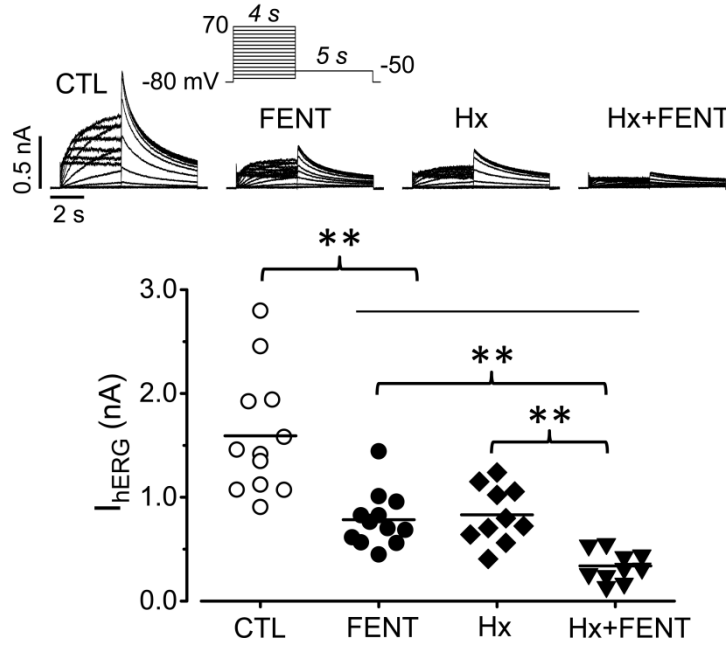 4 s
70
5 s
-50
-80 mV
CTL
FENT
Hx
Hx+FENT
0.5 nA
2 s
**
3.0
**
2.0
**
IhERG (nA)
1.0
0.0
CTL
FENT
Hx
Hx+FENT